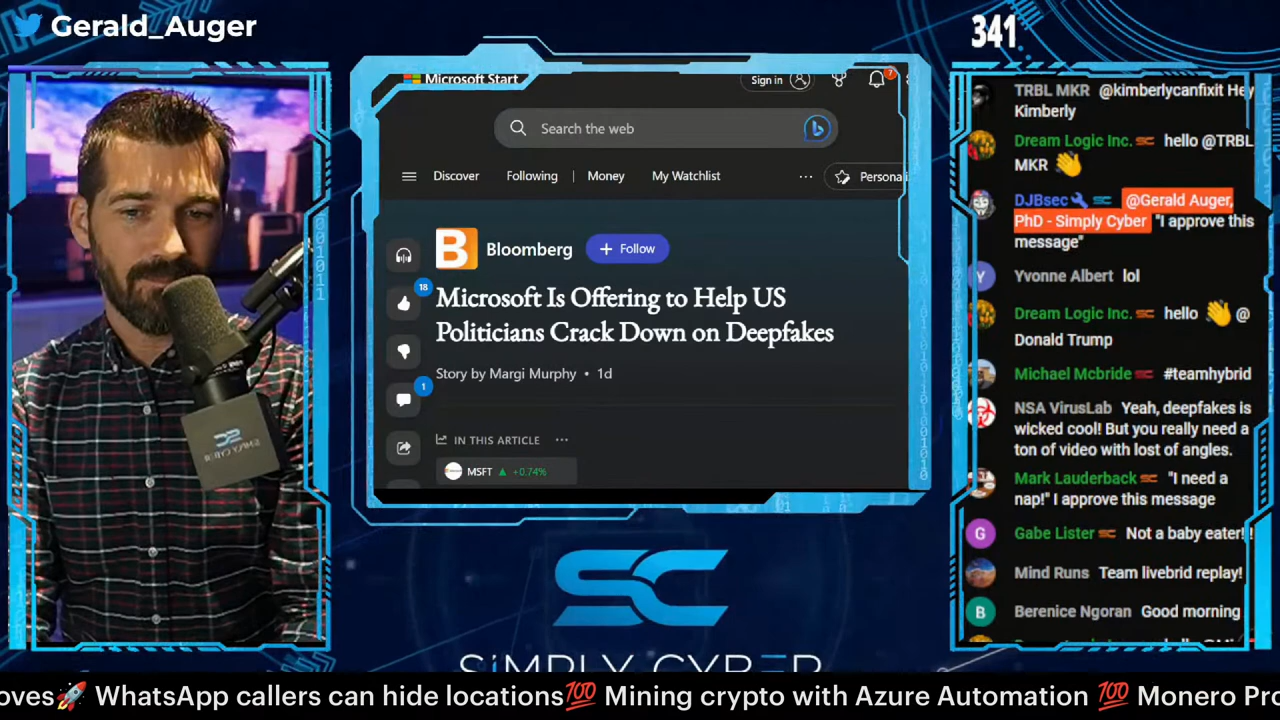 Gerald_Auger
341
Microsoft Start
Sign in
7
Search the web
Discover
Following
Money
My Watchlist
...
18
B
Bloomberg
+ Follow
Microsoft Is Offering to Help US
Politicians Crack Down on Deepfakes
Story by Margi Murphy • 1d
1
IN THIS ARTICLE ...
MSFT ▲ +0.74%
SC
SIMPLY CYBER
TRBL MKR @kimberlycanfixit Hey
Kimberly
Dream Logic Inc. hello @TRBL
MKR 👋
DJBsec @Gerald Auger,
PhD - Simply Cyber "I approve this
message"
Y
Yvonne Albert lol
Dream Logic Inc. hello 👋 @
Donald Trump
Michael Mcbride #teamhybrid
NSA VirusLab Yeah, deepfakes is
wicked cool! But you really need a
ton of video with lost of angles.
Mark Lauderback "I need a
nap!" I approve this message
G
Gabe Lister Not a baby eater!!
Mind Runs Team livebrid replay!
B
Berenice Ngoran Good morning
oves🚀 WhatsApp callers can hide locations💯 Mining crypto with Azure Automation 💯 Monero Pro